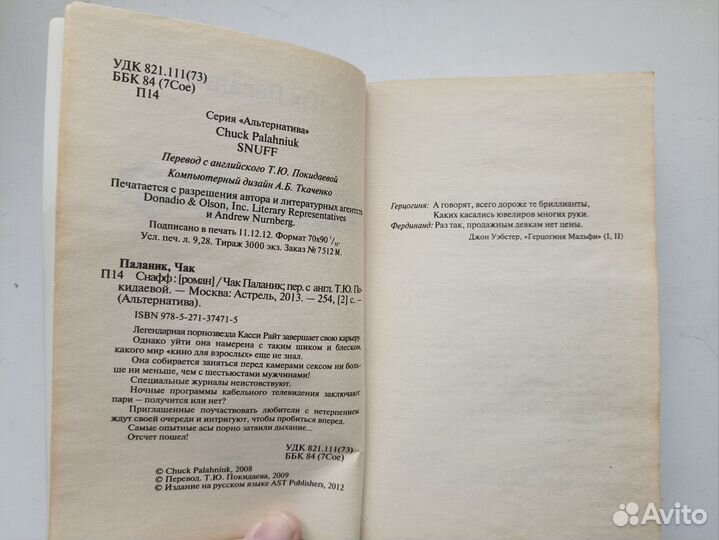 УДК 821.111(73)
ББК 84 (7Сое)
П14
Серия «Альтернатива»
Chuck Palahniuk
SNUFF
Перевод с английского Т.Ю. Покидаевой
Компьютерный дизайн А.Б. Ткаченко
Печатается с разрешения автора и литературных агентств
Donadio & Olson, Inc. Literary Representatives
и Andrew Nurnberg.
Подписано в печать 11.12.12. Формат 70x90 1/32.
Усл. печ. л. 9,28. Тираж 3000 экз. Заказ № 7512 М.
Паланик, Чак
П14 Снафф : [роман] / Чак Паланик; пер. с англ. Т.Ю. По-
кидаевой. — Москва: Астрель, 2013. — 254, [2] с. —
(Альтернатива).
ISBN 978-5-271-37471-5
Легендарная порнозвезда Касси Райт завершает свою карьеру.
Однако уйти она намерена с таким шиком и блеском,
какого мир «кино для взрослых» еще не знал.
Она собирается заняться перед камерами сексом ни боль-
ше ни меньше, чем с шестьюстами мужчинами!
Специальные журналы неистовствуют.
Ночные программы кабельного телевидения заключают
пари — получится или нет?
Приглашенные поучаствовать любители с нетерпением
ждут своей очереди и интригуют, чтобы пробиться вперед.
Самые опытные асы порно затаили дыхание...
Отсчет пошел!
УДК 821.111(73)
ББК 84 (7Сое)
© Chuck Palahniuk, 2008
© Перевод. Т.Ю. Покидаева, 2009
© Издание на русском языке AST Publishers, 2012
Герцогиня: А говорят, всего дороже те бриллианты,
Каких касались ювелиров многих руки.
Фердинанд: Раз так, продажным девкам нет цены.
Джон Уэбстер, «Герцогиня Мальфи» (I, II)
Avito